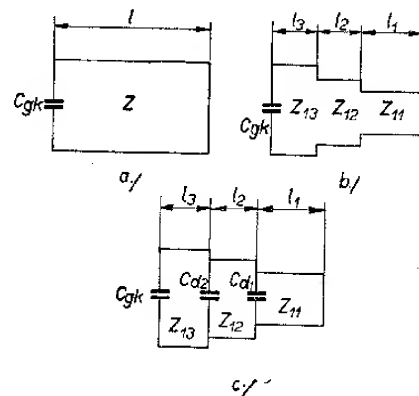 l
Cgk
Z
a/
l3 l2 l1
Cgk
Z13 Z12 Z11
b/
l3 l2 l1
Cgk Cd2 Cd1
Z13 Z12 Z11
c./